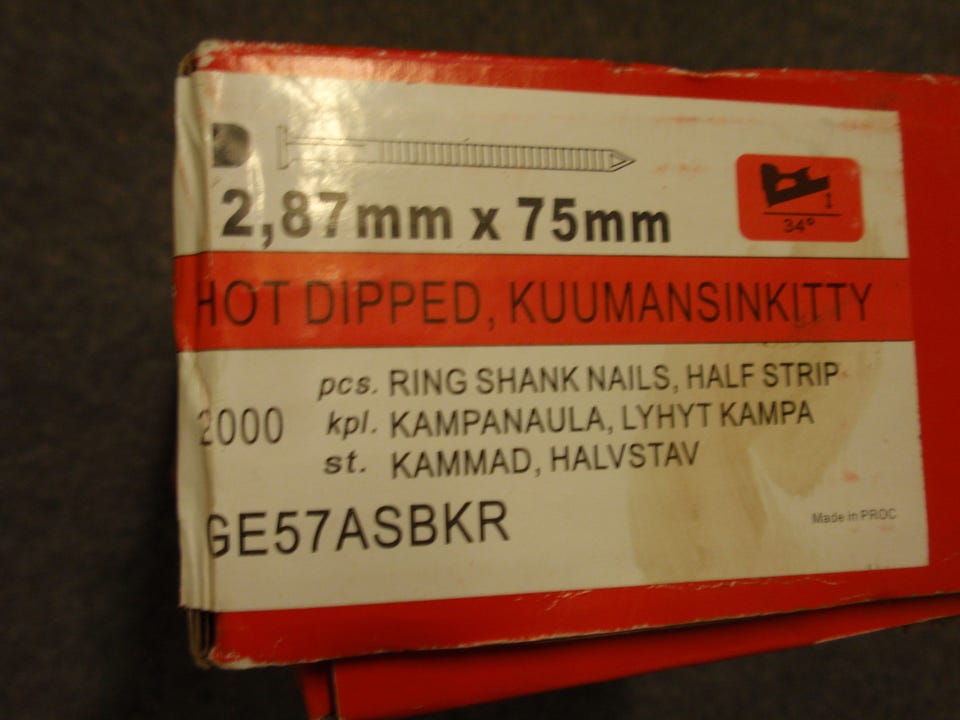 2,87mm x 75mm
34°
HOT DIPPED, KUUMANSINKITTY
pcs. RING SHANK NAILS, HALF STRIP
2000 kpl. KAMPANAULA, LYHYT KAMPA
st. KAMMAD, HALVSTAV
GE57ASBKR
Made in PROC